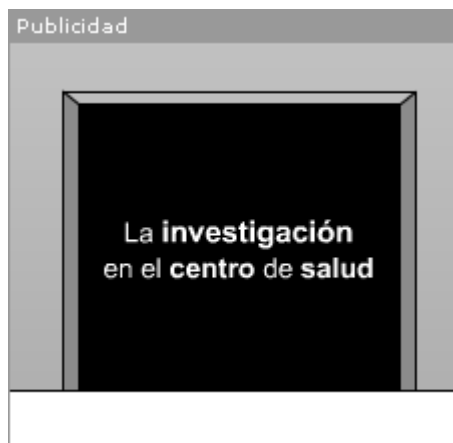 Publicidad
La investigación
en el centro de salud